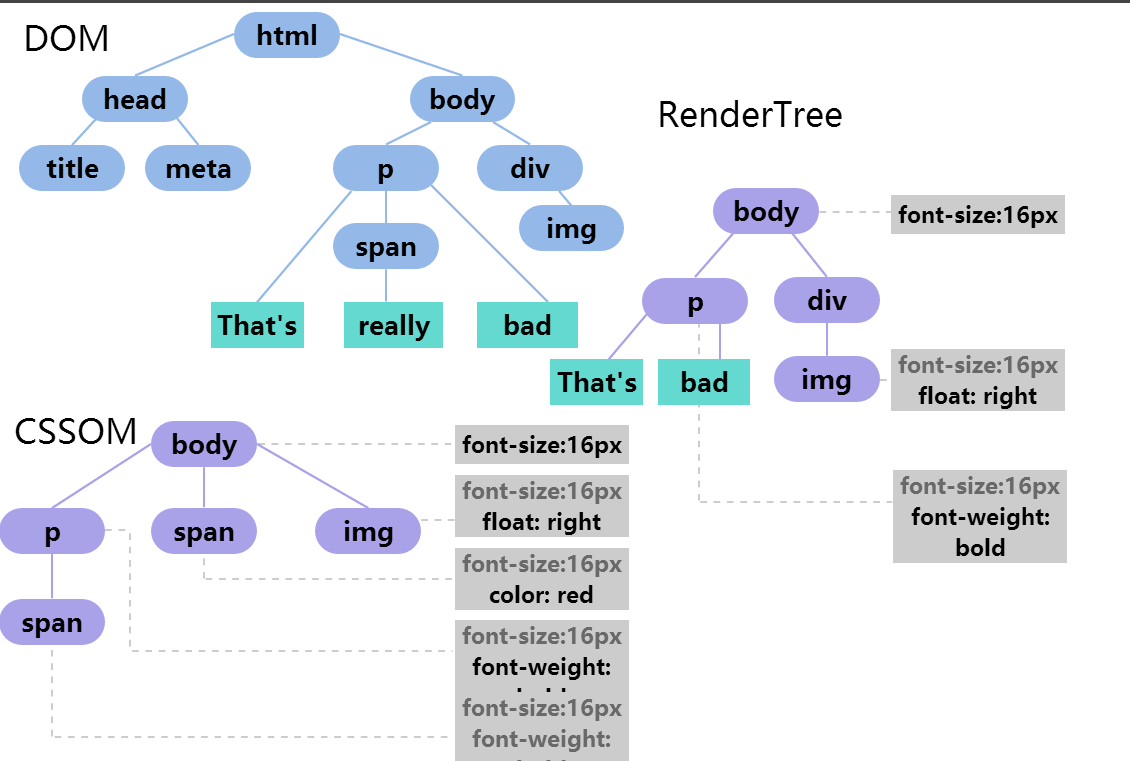 DOM
html
head
body
title
meta
p
div
span
img
That's
really
bad
RenderTree
body
font-size:16px
p
div
That's
bad
img
font-size:16px
float: right
font-size:16px
font-weight:
bold
CSSOM
body
font-size:16px
font-size:16px
float: right
p
span
img
font-size:16px
color: red
span
font-size:16px
font-weight:
font-size:16px
font-weight: